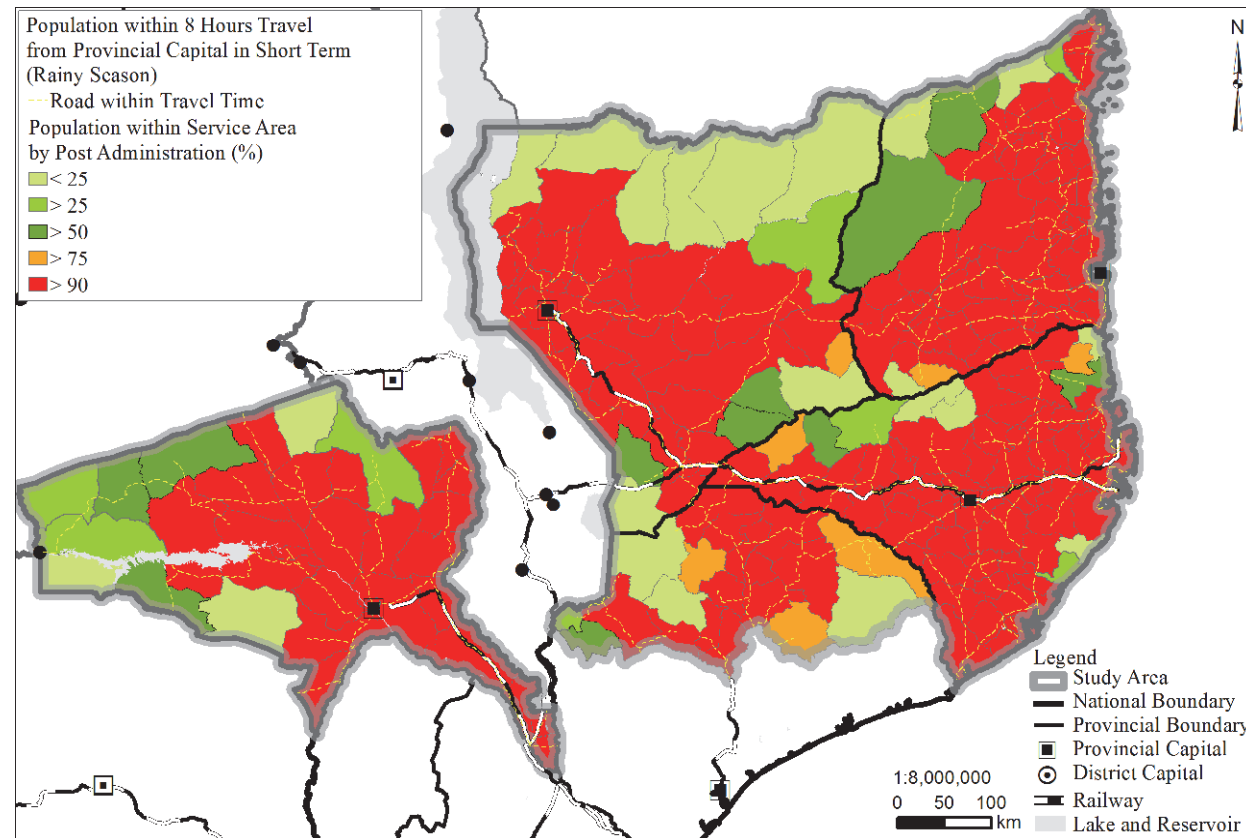 Population within 8 Hours Travel
from Provincial Capital in Short Term
(Rainy Season)
Road within Travel Time
Population within Service Area
by Post Administration (%)
< 25
> 25
> 50
> 75
> 90
N
Legend
Study Area
National Boundary
Provincial Boundary
Provincial Capital
District Capital
Railway
Lake and Reservoir
1:8,000,000
0 50 100
km